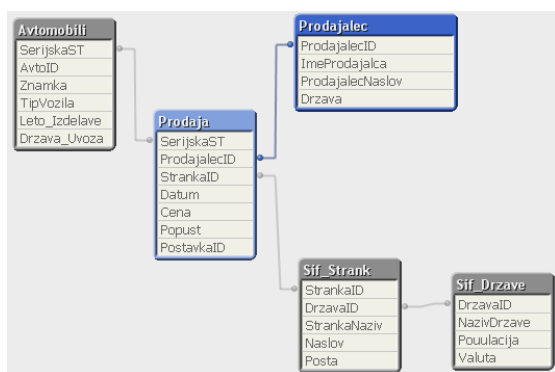 Avtomobili
SerijskaST
AvtoID
Znamka
TipVozila
Leto_Izdelave
Drzava_Uvoza
Prodajalec
ProdajalecID
ImeProdajalca
ProdajalecNaslov
Drzava
Prodaja
SerijskaST
ProdajalecID
StrankaID
Datum
Cena
Popust
PostavkaID
Sif_Strank
StrankaID
DrzavaID
StrankaNaziv
Naslov
Posta
Sif_Drzave
DrzavaID
NazivDrzave
Pouulacija
Valuta